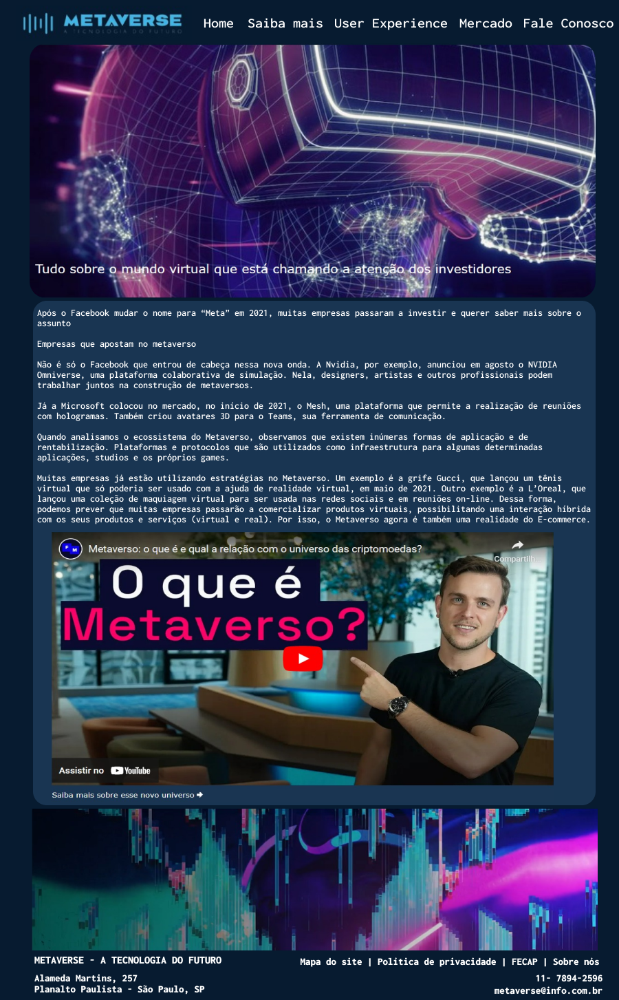 METAVERSE
A TECNOLOGIA DO FUTURO
Home Saiba mais User Experience Mercado Fale Conosco
Tudo sobre o mundo virtual que está chamando a atenção dos investidores
Após o Facebook mudar o nome para “Meta” em 2021, muitas empresas passaram a investir e querer saber mais sobre o
assunto
Empresas que apostam no metaverso
Não é só o Facebook que entrou de cabeça nessa nova onda. A Nvidia, por exemplo, anunciou em agosto o NVIDIA
Omniverse, uma plataforma colaborativa de simulação. Nela, designers, artistas e outros profissionais podem
trabalhar juntos na construção de metaversos.
Já a Microsoft colocou no mercado, no início de 2021, o Mesh, uma plataforma que permite a realização de reuniões
com hologramas. Também criou avatares 3D para o Teams, sua ferramenta de comunicação.
Quando analisamos o ecossistema do Metaverso, observamos que existem inúmeras formas de aplicação e de
rentabilização. Plataformas e protocolos que são utilizados como infraestrutura para algumas determinadas
aplicações, studios e os próprios games.
Muitas empresas já estão utilizando estratégias no Metaverso. Um exemplo é a grife Gucci, que lançou um tênis
virtual que só poderia ser usado com a ajuda de realidade virtual, em maio de 2021. Outro exemplo é a L’Oreal, que
lançou uma coleção de maquiagem virtual para ser usada nas redes sociais e em reuniões on-line. Dessa forma,
podemos prever que muitas empresas passarão a comercializar produtos virtuais, possibilitando uma interação híbrida
com os seus produtos e serviços (virtual e real). Por isso, o Metaverso agora é também uma realidade do E-commerce.
F M
Metaverso: o que é e qual a relação com o universo das criptomoedas?
Compartilh...
O que é
Metaverso?
Assistir no YouTube
Saiba mais sobre esse novo universo
METAVERSE - A TECNOLOGIA DO FUTURO
Mapa do site | Política de privacidade | FECAP | Sobre nós
Alameda Martins, 257
11- 7894-2596
Planalto Paulista - São Paulo, SP
metaverse@info.com.br